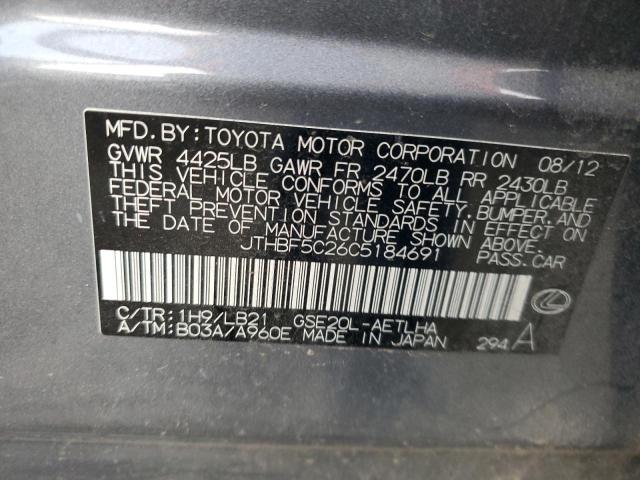 MFD. BY: TOYOTA MOTOR CORPORATION 08/12
GVWR 4425LB GAWR FR 2470LB RR 2430LB
THIS VEHICLE CONFORMS TO ALL APPLICABLE
FEDERAL MOTOR VEHICLE SAFETY, BUMPER, AND
THEFT PREVENTION STANDARDS IN EFFECT ON
THE DATE OF MANUFACTURE SHOWN ABOVE.
JTHBF5C26C5184691 PASS.CAR
C/TR: 1H9/LB21 GSE20L-AETLHA
A/TM: B03A/A960E MADE IN JAPAN 294 A